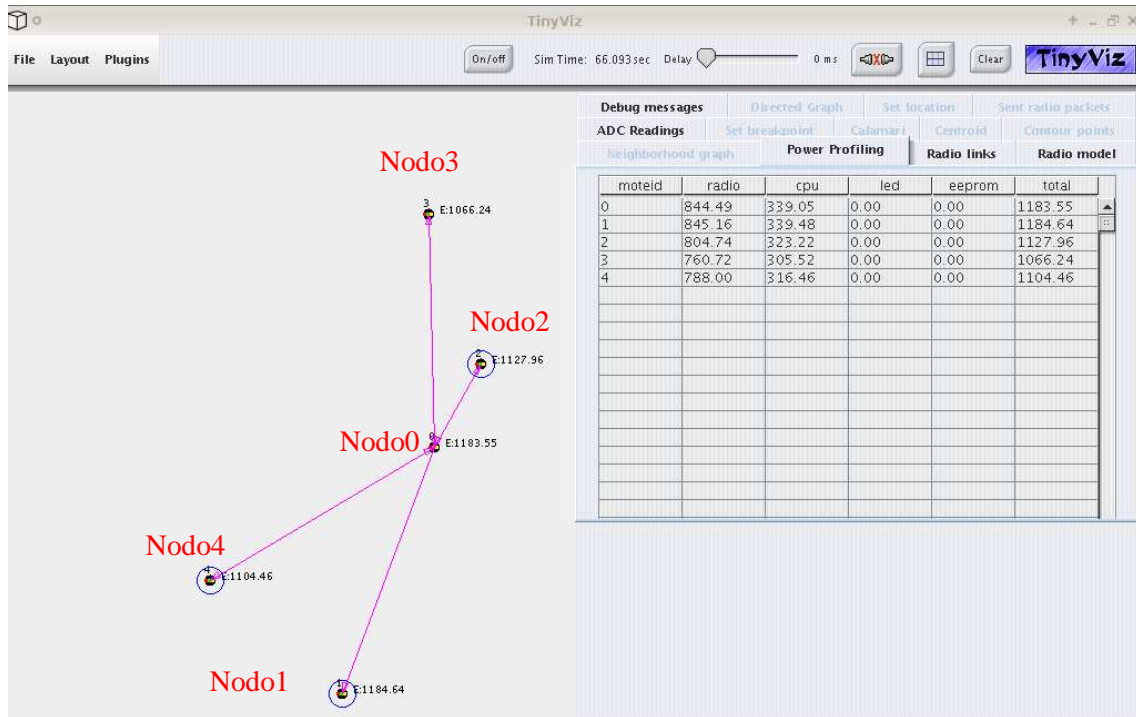 TinyViz
File Layout Plugins
On/off
Sim Time: 66.093sec
Delay
0 ms
Clear
TinyViz
Debug messages Directed Graph Set location Sent radio packets
ADC Readings Set breakpoint Calamari Centroid Contour points
Neighborhood graph Power Profiling Radio links Radio model
moteid radio cpu led eeprom total
0 844.49 339.05 0.00 0.00 1183.55
1 845.16 339.48 0.00 0.00 1184.64
2 804.74 323.22 0.00 0.00 1127.96
3 760.72 305.52 0.00 0.00 1066.24
4 788.00 316.46 0.00 0.00 1104.46
Nodo3
3 E:1066.24
Nodo2
2 E:1127.96
Nodo0
0 E:1183.55
Nodo4
4 E:1104.46
Nodo1
1 E:1184.64